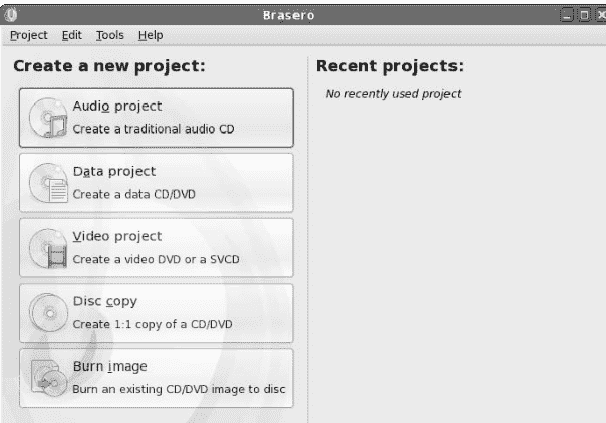 Brasero
Project Edit Tools Help
Create a new project:
Audio project
Create a traditional audio CD
Data project
Create a data CD/DVD
Video project
Create a video DVD or a SVCD
Disc copy
Create 1:1 copy of a CD/DVD
Burn image
Burn an existing CD/DVD image to disc
Recent projects:
No recently used project